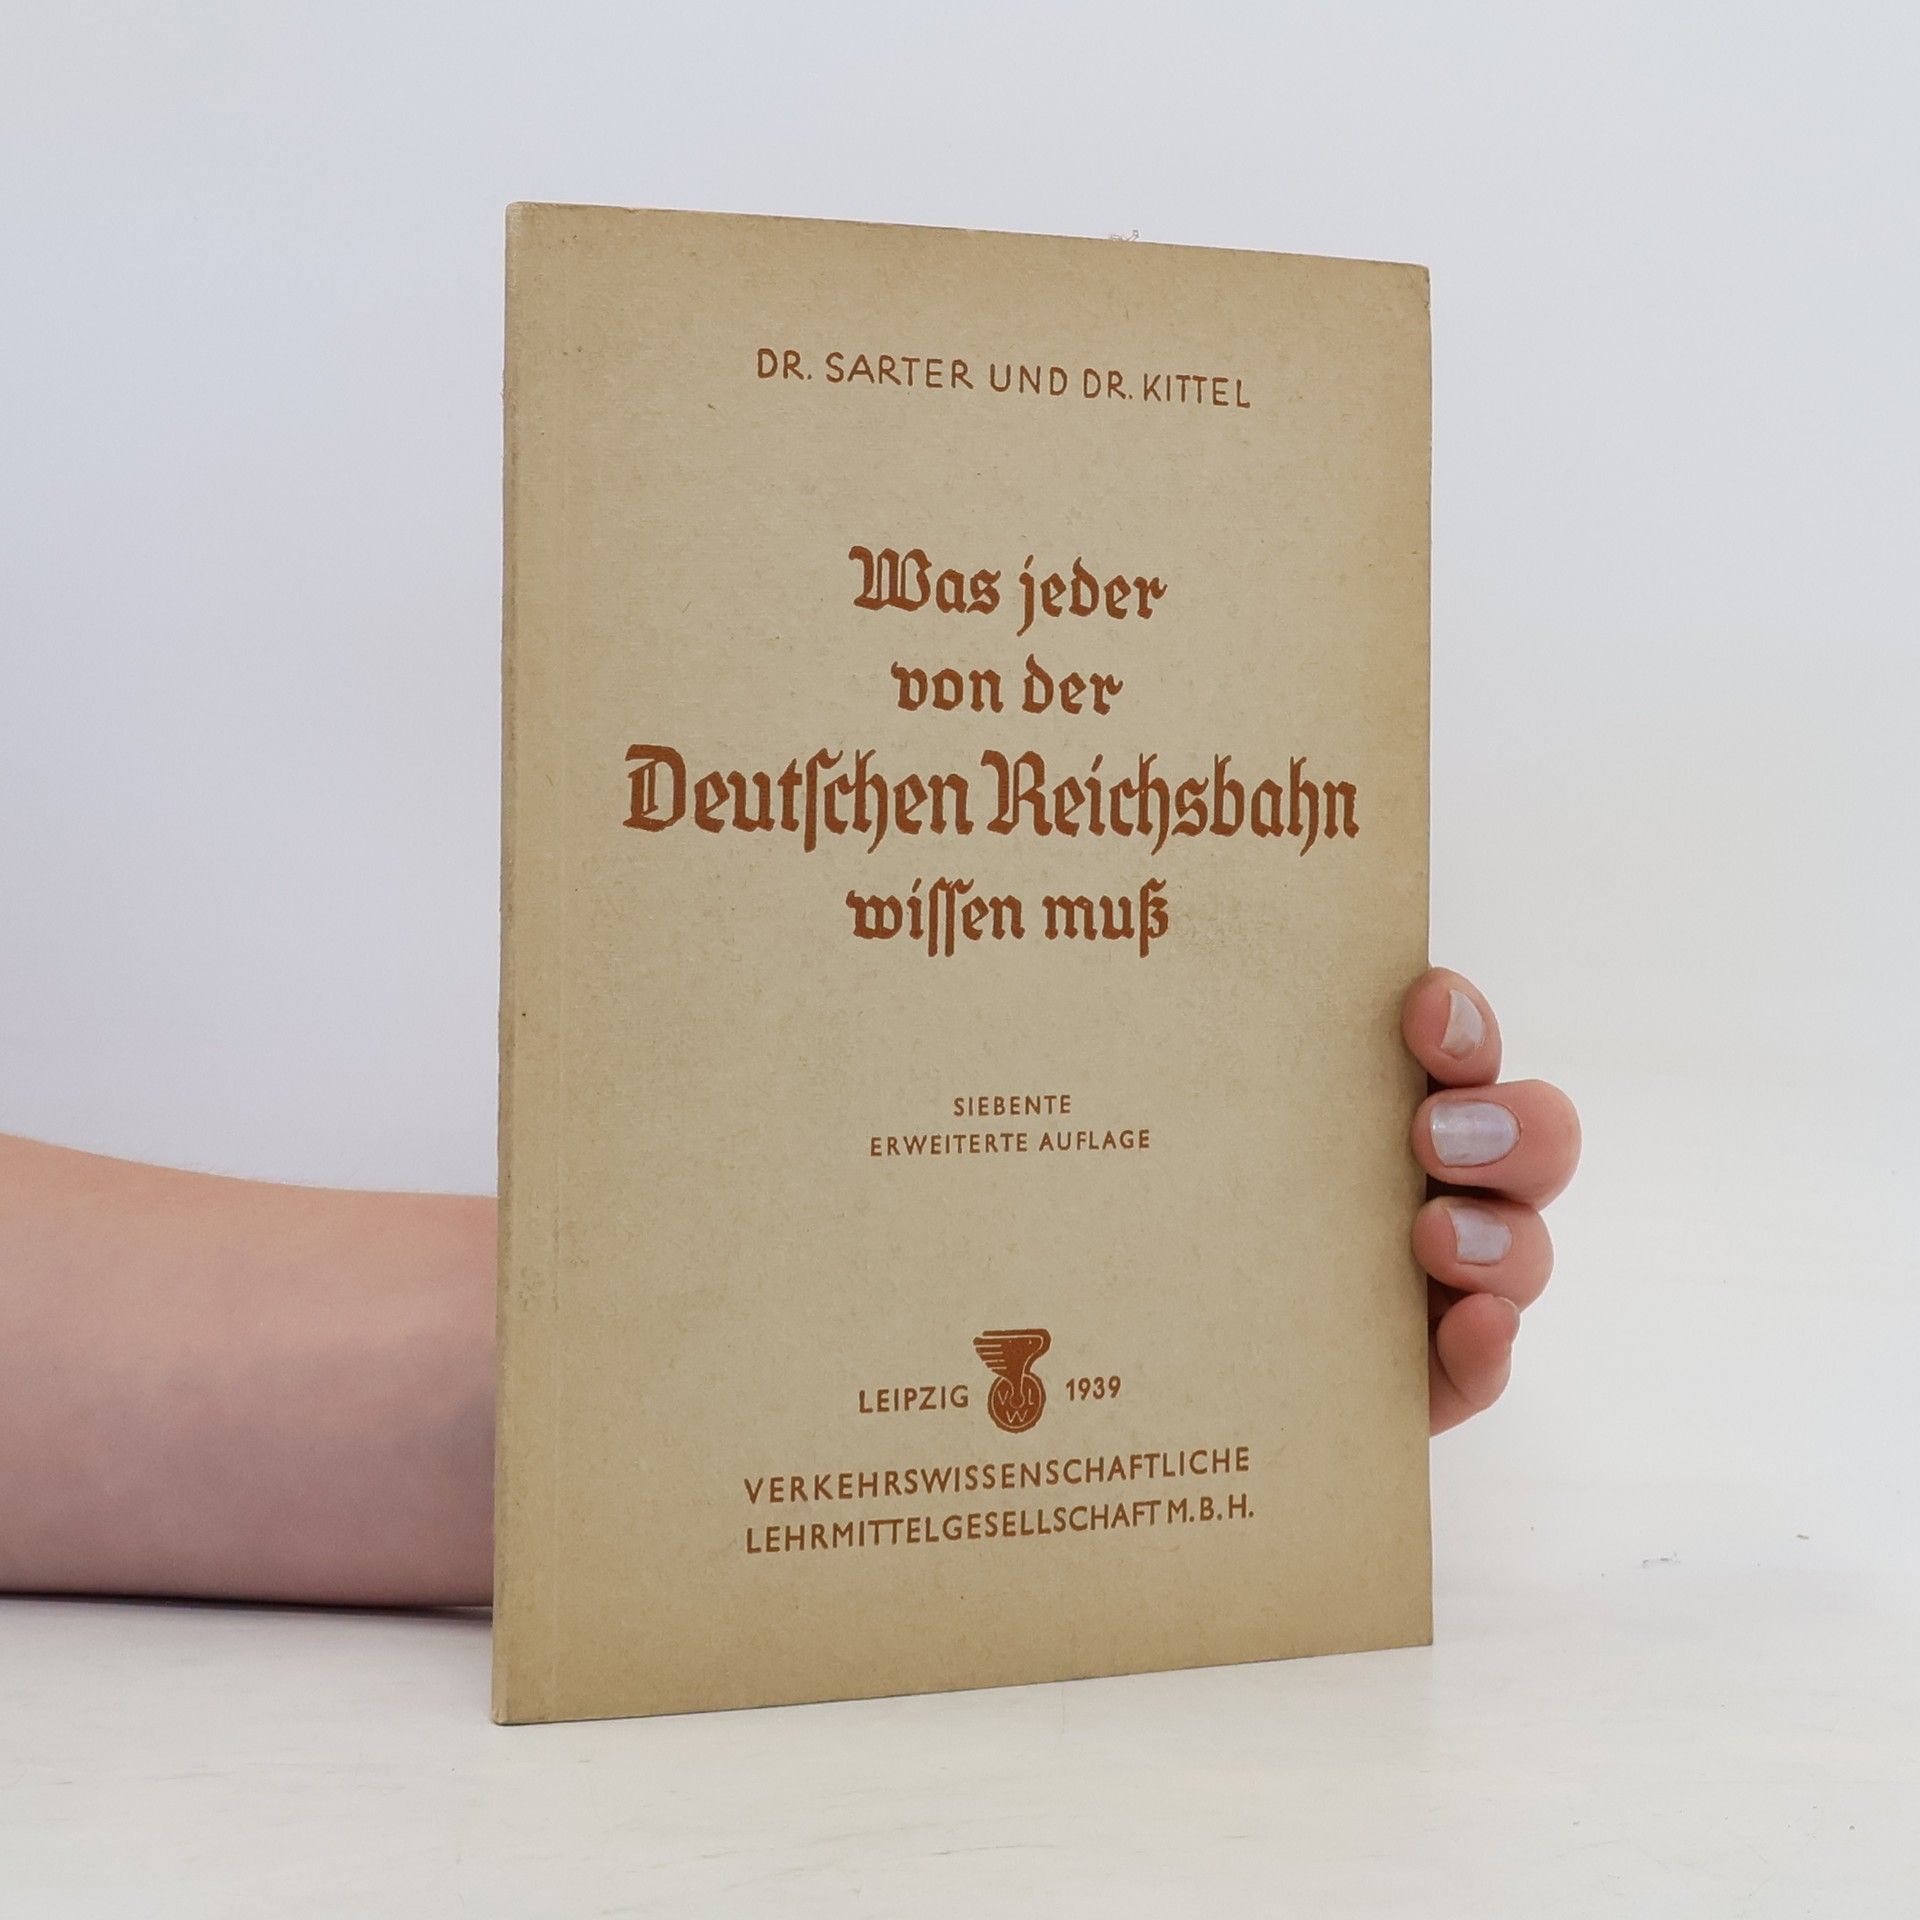 DR. SARTER UND DR. KITTEL
Was jeder
von der
Deutſchen Reichsbahn
wiſſen muß
SIEBENTE
ERWEITERTE AUFLAGE
LEIPZIG VWL 1939
VERKEHRSWISSENSCHAFTLICHE
LEHRMITTELGESELLSCHAFT M.B.H.